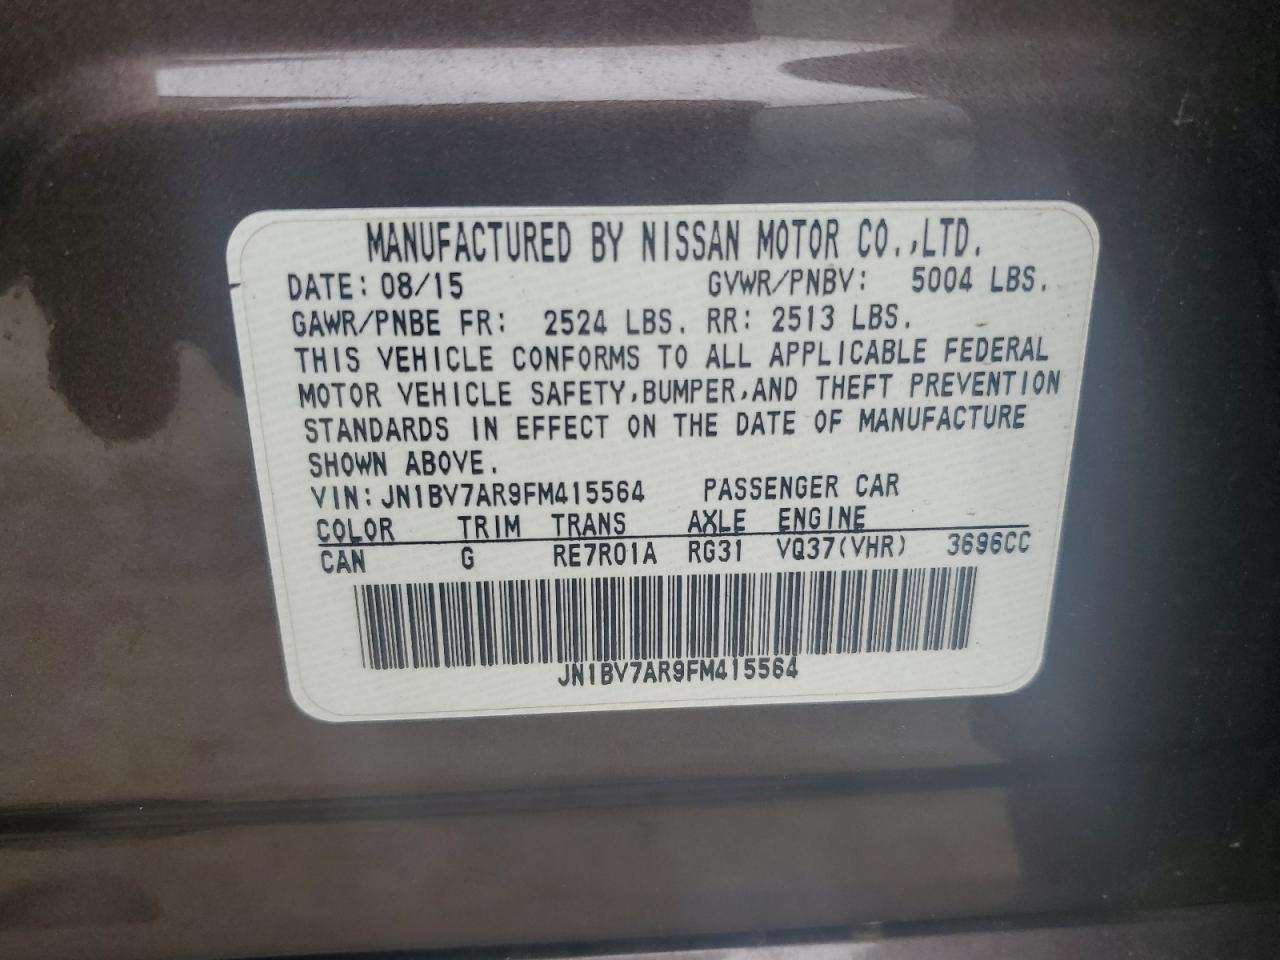 MANUFACTURED BY NISSAN MOTOR CO.,LTD.
DATE: 08/15 GVWR/PNBV: 5004 LBS.
GAWR/PNBE FR: 2524 LBS. RR: 2513 LBS.
THIS VEHICLE CONFORMS TO ALL APPLICABLE FEDERAL
MOTOR VEHICLE SAFETY,BUMPER,AND THEFT PREVENTION
STANDARDS IN EFFECT ON THE DATE OF MANUFACTURE
SHOWN ABOVE.
VIN:JN1BV7AR9FM415564 PASSENGER CAR
COLOR TRIM TRANS AXLE ENGINE
CAN G RE7R01A RG31 VQ37(VHR) 3696CC
JN1BV7AR9FM415564